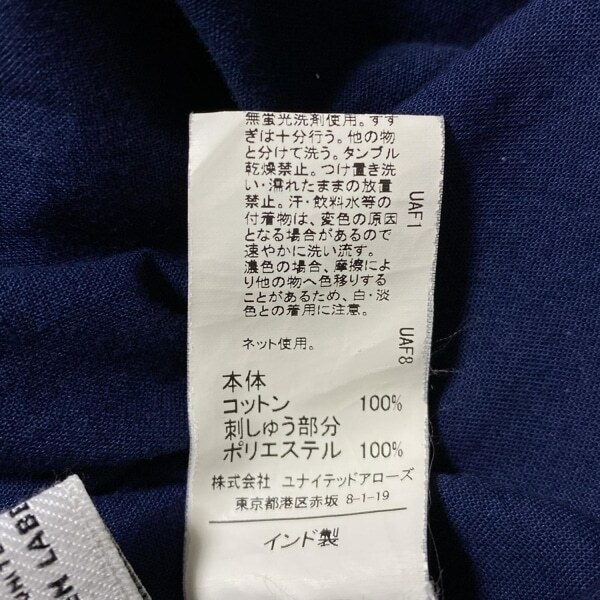 無蛍光洗剤使用。すす
ぎは十分行う。他の物
と分けて洗う。タンブル
乾燥禁止。つけ置き洗
い・濡れたままの放置
禁止。汗・飲料水等の
付着物は、変色の原因
となる場合があるので
速やかに洗い流す。
濃色の場合、摩擦によ
り他の物へ色移りする
ことがあるため、白・淡
色との着用に注意。
UAF1
ネット使用。
UAF8
本体
コットン 100%
刺しゅう部分
ポリエステル 100%
株式会社 ユナイテッドアローズ
東京都港区赤坂 8-1-19
インド製
EN LABE
UNITE